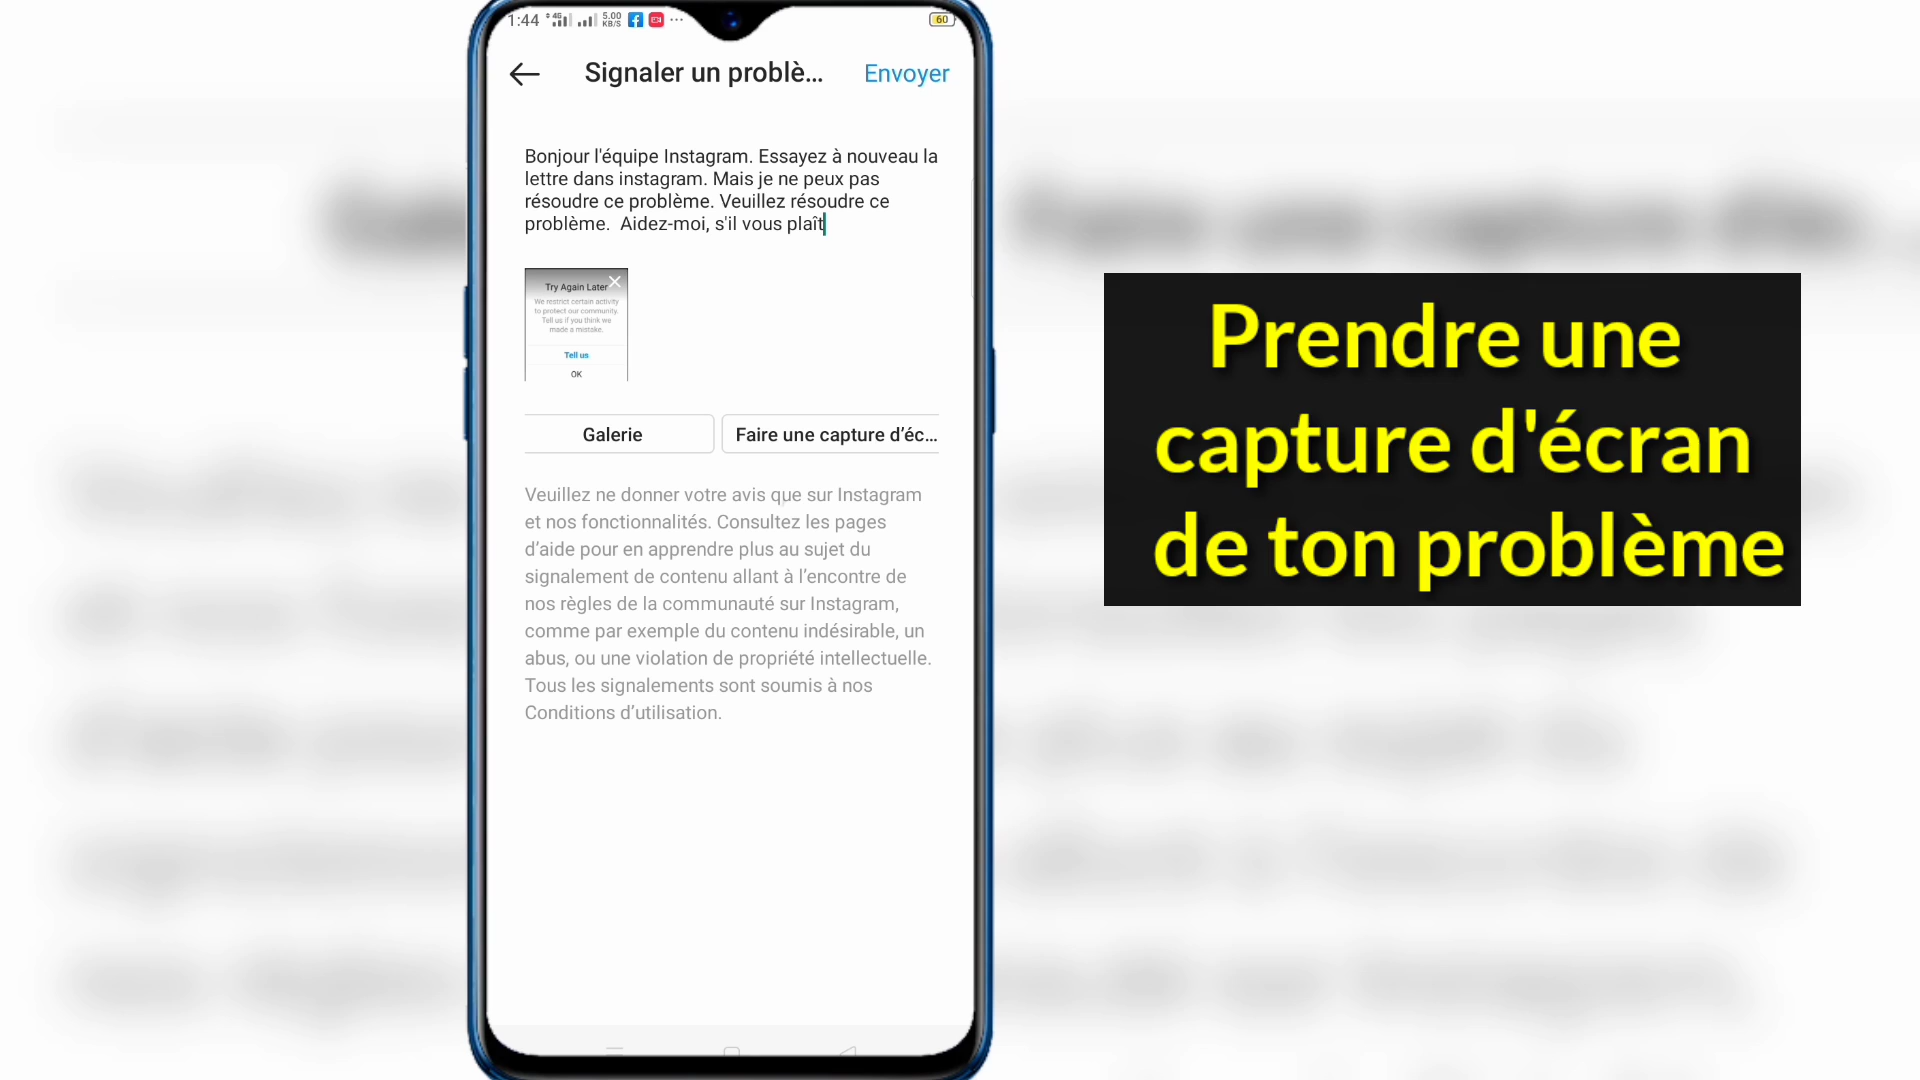 1:44 4G 5.00 KB/S 60
Signaler un problè... Envoyer
Bonjour l'équipe Instagram. Essayez à nouveau la
lettre dans instagram. Mais je ne peux pas
résoudre ce problème. Veuillez résoudre ce
problème.  Aidez-moi, s'il vous plaît
Try Again Later
We restrict certain activity
to protect our community.
Tell us if you think we
made a mistake.
Tell us
OK
Galerie
Faire une capture d’éc...
Veuillez ne donner votre avis que sur Instagram
et nos fonctionnalités. Consultez les pages
d’aide pour en apprendre plus au sujet du
signalement de contenu allant à l’encontre de
nos règles de la communauté sur Instagram,
comme par exemple du contenu indésirable, un
abus, ou une violation de propriété intellectuelle.
Tous les signalements sont soumis à nos
Conditions d’utilisation.
Prendre une
capture d'écran
de ton problème